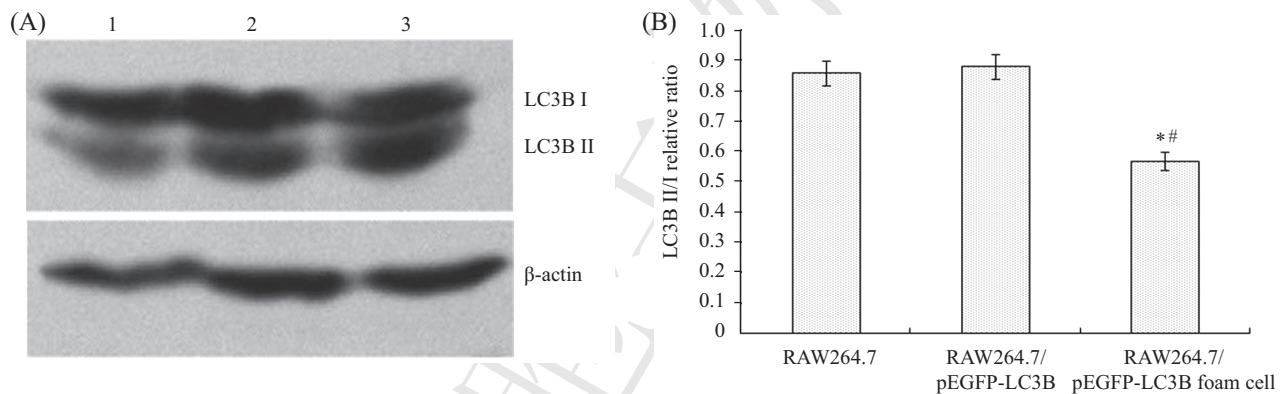 (A)
1 2 3
LC3B I
LC3B II
β-actin
(B)
LC3B II/I relative ratio
1.0
0.9
0.8
0.7
0.6
0.5
0.4
0.3
0.2
0.1
0
*#
RAW264.7
RAW264.7/
pEGFP-LC3B
RAW264.7/
pEGFP-LC3B foam cell